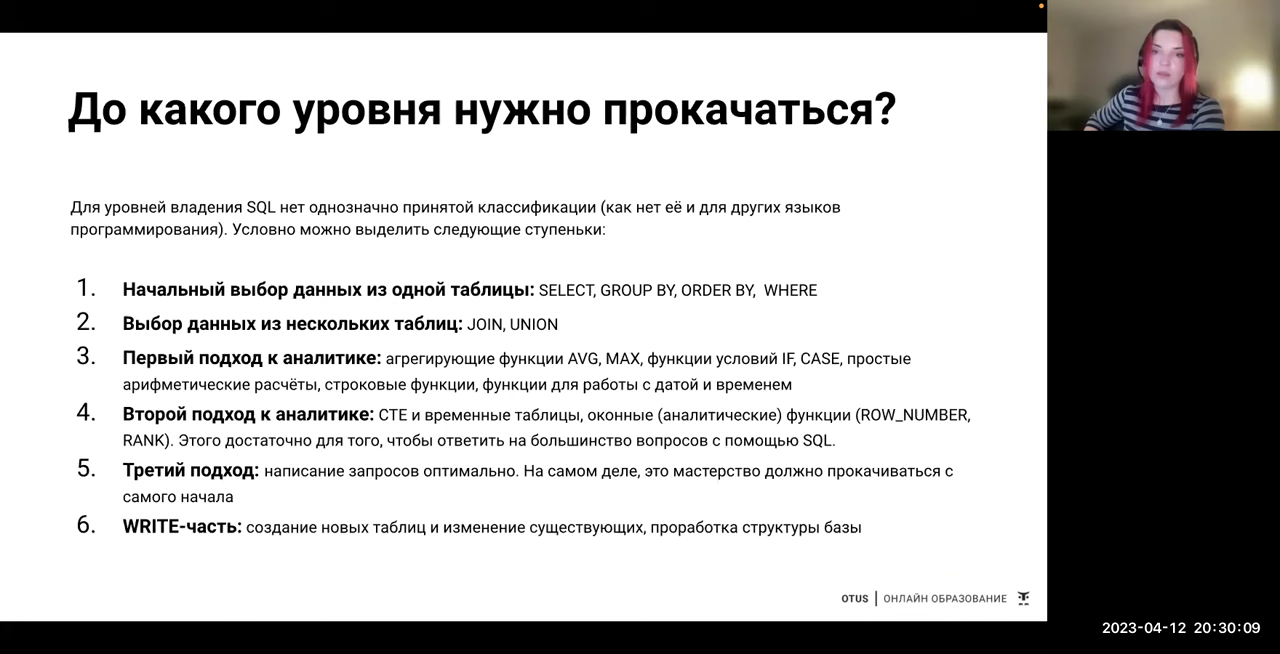 До какого уровня нужно прокачаться?
Для уровней владения SQL нет однозначно принятой классификации (как нет её и для других языков
программирования). Условно можно выделить следующие ступеньки:
1. Начальный выбор данных из одной таблицы: SELECT, GROUP BY, ORDER BY, WHERE
2. Выбор данных из нескольких таблиц: JOIN, UNION
3. Первый подход к аналитике: агрегирующие функции AVG, MAX, функции условий IF, CASE, простые
арифметические расчёты, строковые функции, функции для работы с датой и временем
4. Второй подход к аналитике: CTE и временные таблицы, оконные (аналитические) функции (ROW_NUMBER,
RANK). Этого достаточно для того, чтобы ответить на большинство вопросов с помощью SQL.
5. Третий подход: написание запросов оптимально. На самом деле, это мастерство должно прокачиваться с
самого начала
6. WRITE-часть: создание новых таблиц и изменение существующих, проработка структуры базы
OTUS | ОНЛАЙН ОБРАЗОВАНИЕ
2023-04-12 20:30:09